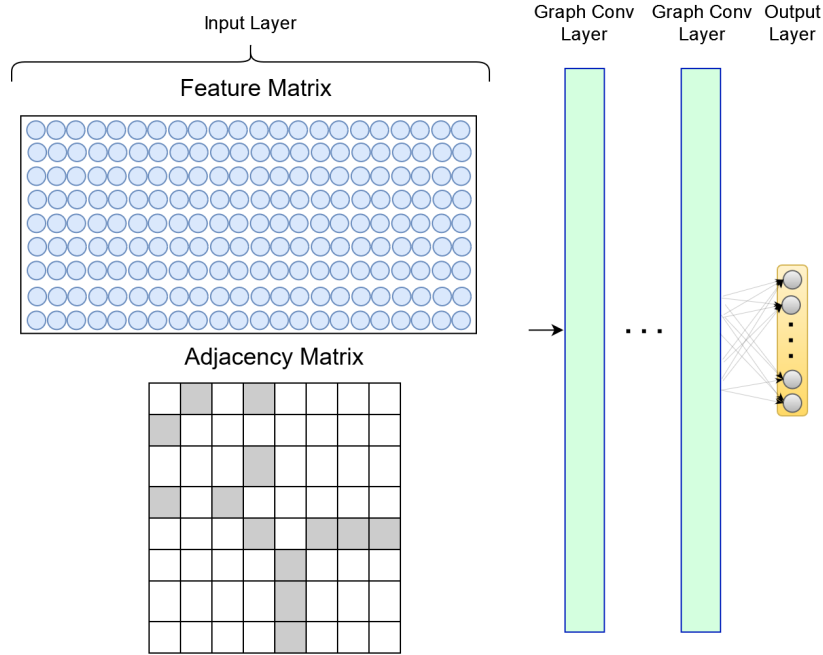 Input Layer
Feature Matrix
Adjacency Matrix
Graph Conv
Layer
Graph Conv
Layer
Output
Layer